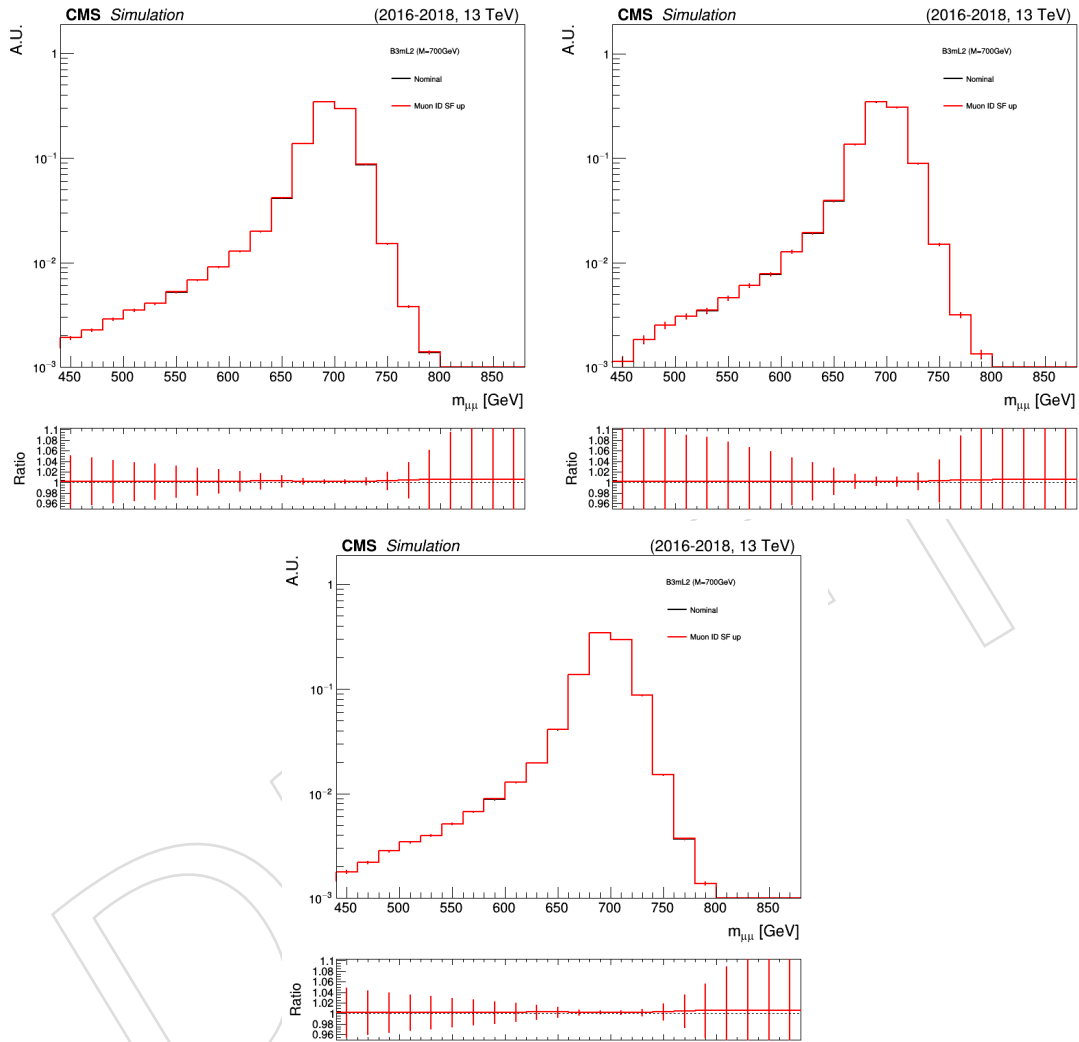 CMS Simulation (2016-2018, 13 TeV)
A.U.
B3mL2 (M=700GeV)
Nominal
Muon ID SF up
1
10⁻¹
10⁻²
10⁻³
450 500 550 600 650 700 750 800 850
mμμ [GeV]
Ratio
1.1
1.08
1.06
1.04
1.02
1
0.98
0.96
CMS Simulation (2016-2018, 13 TeV)
A.U.
B3mL2 (M=700GeV)
Nominal
Muon ID SF up
1
10⁻¹
10⁻²
10⁻³
450 500 550 600 650 700 750 800 850
mμμ [GeV]
Ratio
1.1
1.08
1.06
1.04
1.02
1
0.98
0.96
CMS Simulation (2016-2018, 13 TeV)
A.U.
B3mL2 (M=700GeV)
Nominal
Muon ID SF up
1
10⁻¹
10⁻²
10⁻³
450 500 550 600 650 700 750 800 850
mμμ [GeV]
Ratio
1.1
1.08
1.06
1.04
1.02
1
0.98
0.96